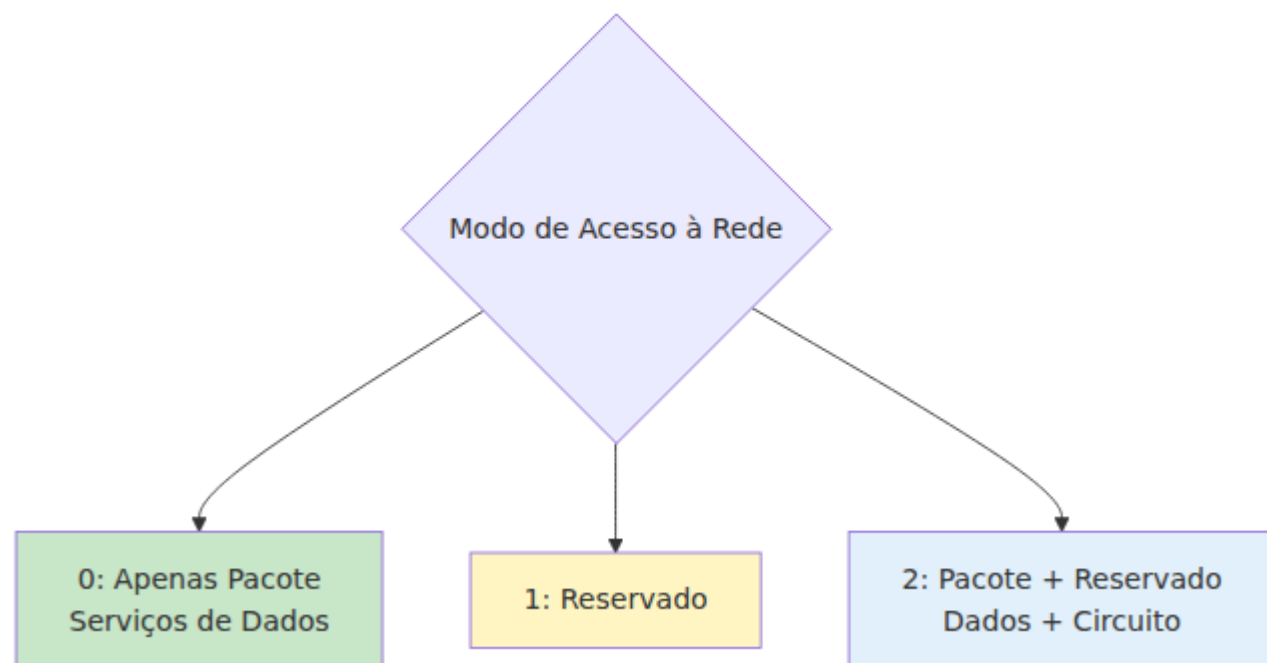 Modo de Acesso à Rede
0: Apenas Pacote
Serviços de Dados
1: Reservado
2: Pacote + Reservado
Dados + Circuito